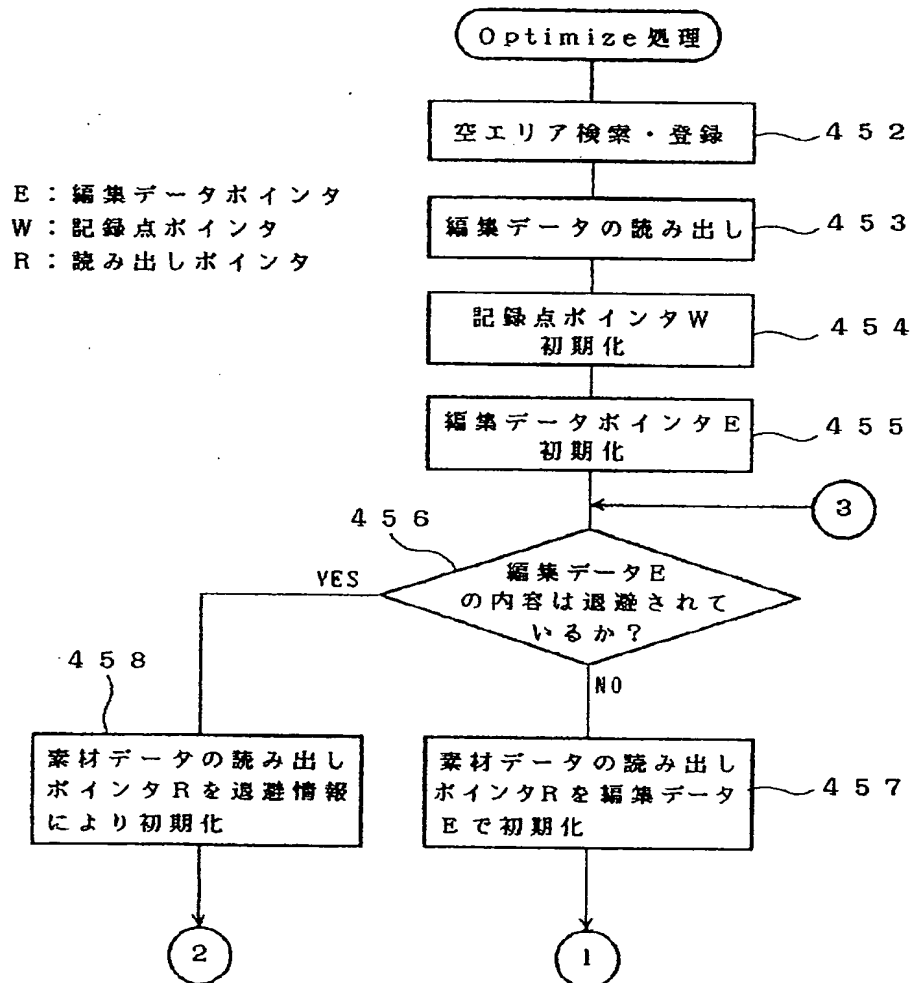 Optimize処理
空エリア検索・登録
452
E：編集データポインタ
W：記録点ポインタ
R：読み出しポインタ
編集データの読み出し
453
記録点ポインタW
初期化
454
編集データポインタE
初期化
455
3
456
編集データE
の内容は退避されて
いるか？
YES
NO
458
素材データの読み出し
ポインタRを退避情報
により初期化
素材データの読み出し
ポインタRを編集データ
Eで初期化
457
2
1